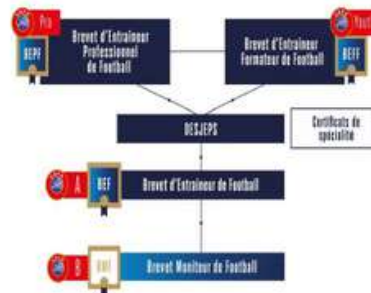 Pro
BEPF
Brevet d'Entraîneur
Professionnel
de Football
Youth
BEFF
Brevet d'Entraîneur
Formateur de Football
DESJEPS
Certificats de
spécialité
A
BEF
Brevet d'Entraîneur de Football
B
BMF
Brevet Moniteur de Football